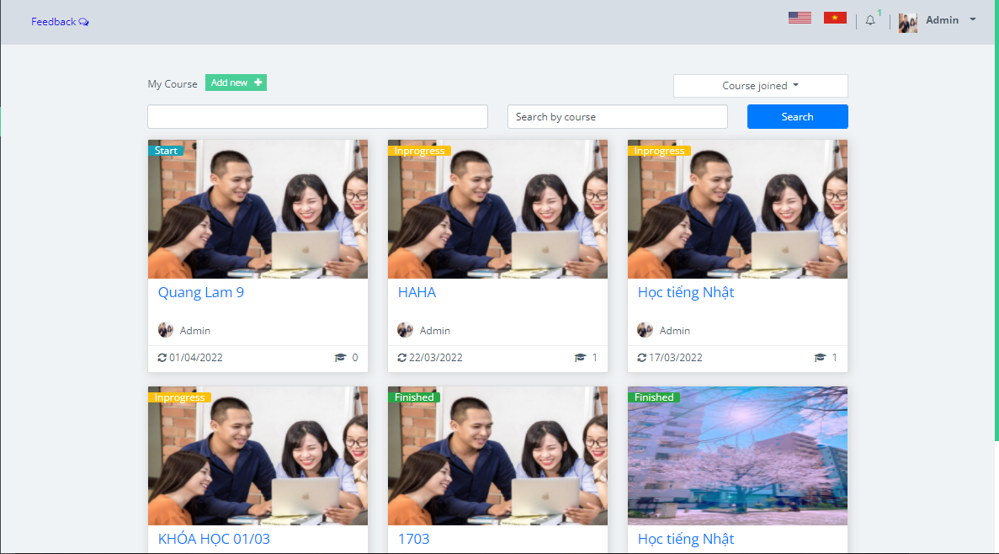 Feedback
1
Admin
My Course
Add new +
Course joined
Search by course
Search
Start
Inprogress
Inprogress
Quang Lam 9
HAHA
Học tiếng Nhật
Admin
Admin
Admin
01/04/2022
0
22/03/2022
1
17/03/2022
1
Inprogress
Finished
Finished
KHÓA HỌC 01/03
1703
Học tiếng Nhật